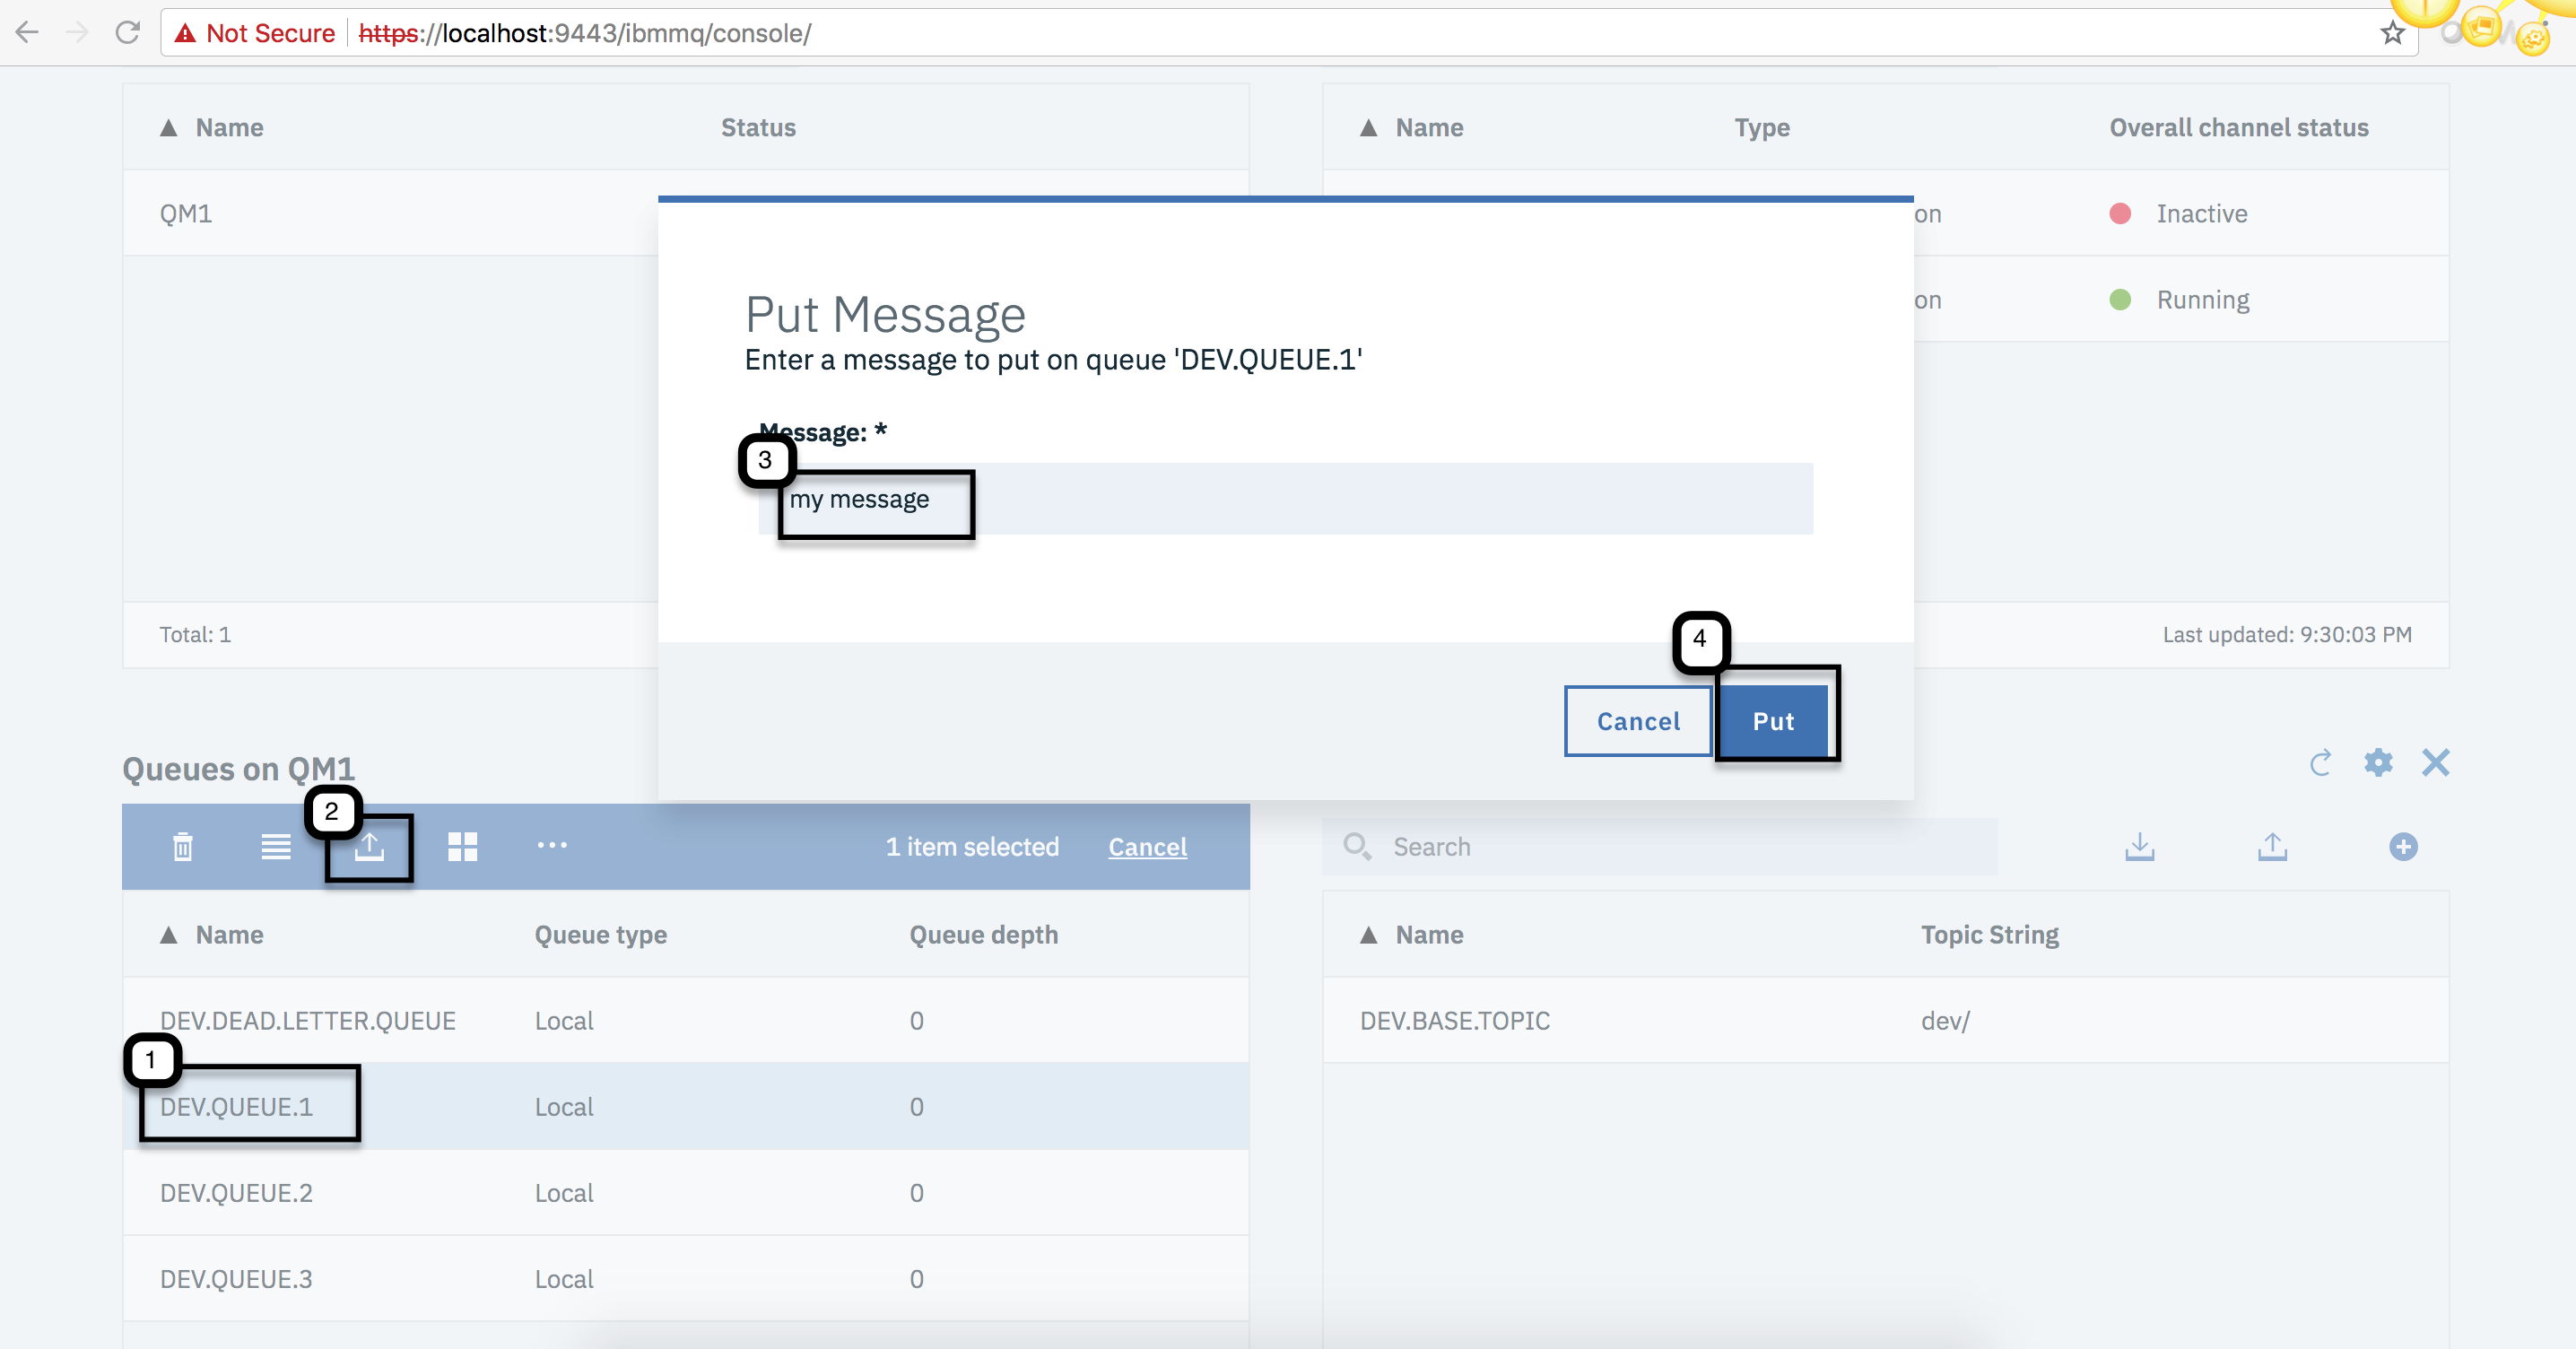 Not Secure https://localhost:9443/ibmmq/console/
Name Status
QM1
Total: 1
Name Type Overall channel status
on Inactive
on Running
Last updated: 9:30:03 PM
Put Message
Enter a message to put on queue 'DEV.QUEUE.1'
Message: *
3
my message
4
Cancel Put
Queues on QM1
2
1 item selected Cancel
Name Queue type Queue depth
DEV.DEAD.LETTER.QUEUE Local 0
1
DEV.QUEUE.1 Local 0
DEV.QUEUE.2 Local 0
DEV.QUEUE.3 Local 0
Search
Name Topic String
DEV.BASE.TOPIC dev/